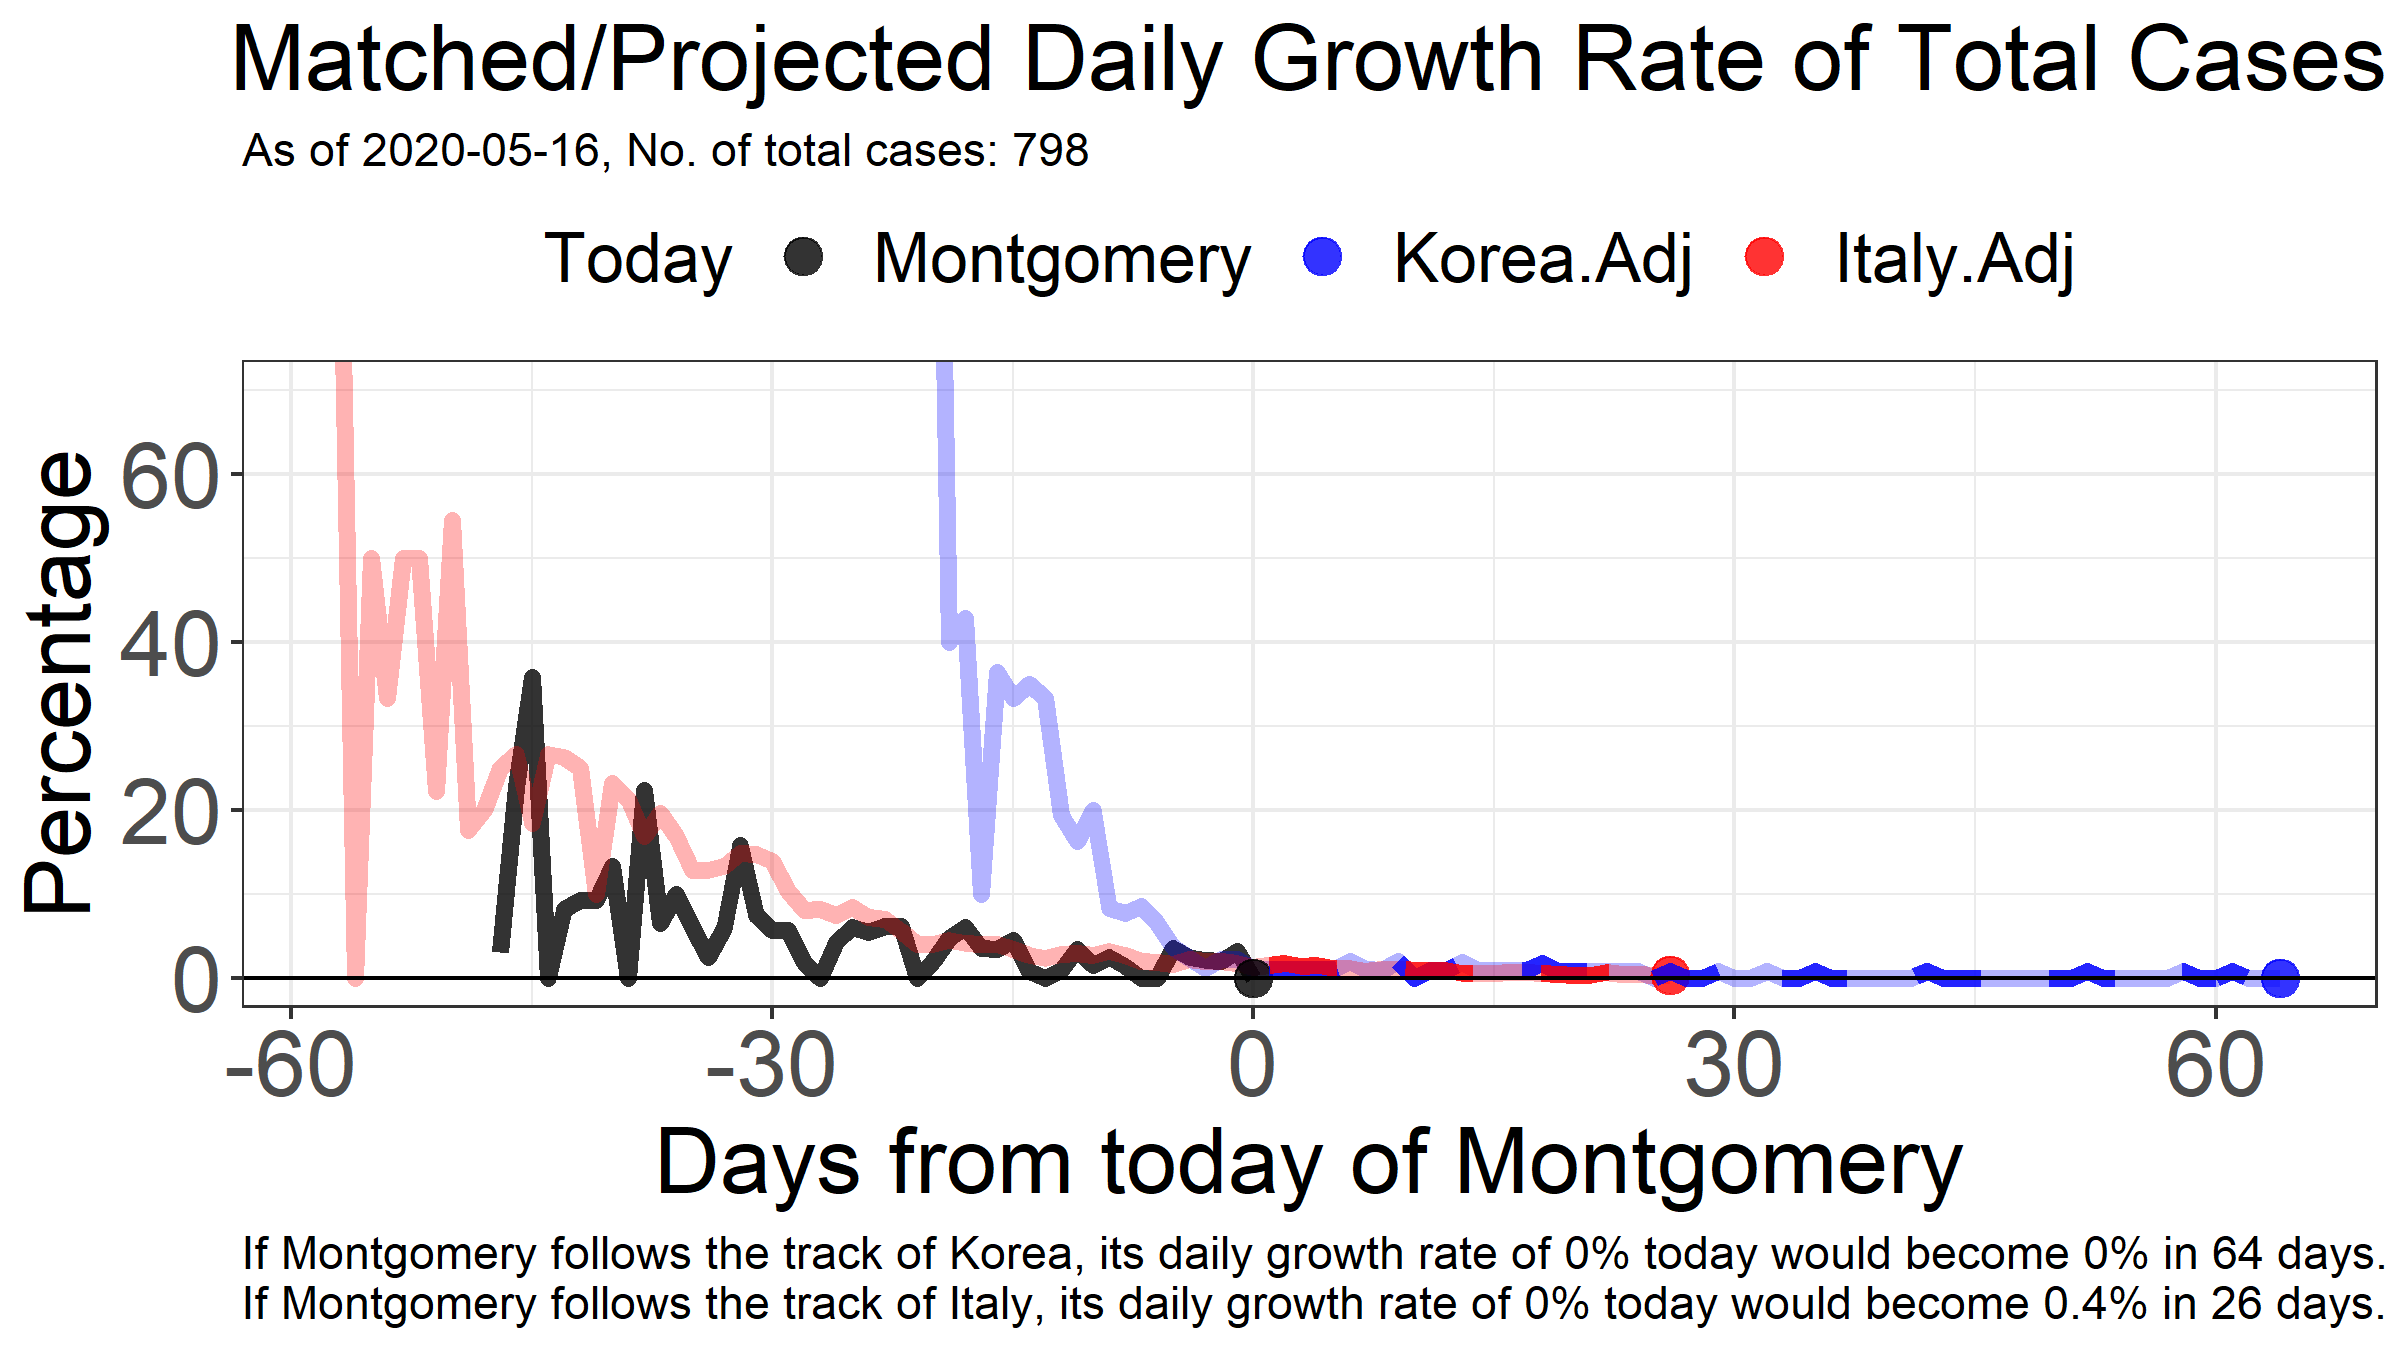 Matched/Projected Daily Growth Rate of Total Cases
As of 2020-05-16, No. of total cases: 798
Today Montgomery Korea.Adj Italy.Adj
Percentage
60
40
20
0
-60 -30 0 30 60
Days from today of Montgomery
If Montgomery follows the track of Korea, its daily growth rate of 0% today would become 0% in 64 days.
If Montgomery follows the track of Italy, its daily growth rate of 0% today would become 0.4% in 26 days.